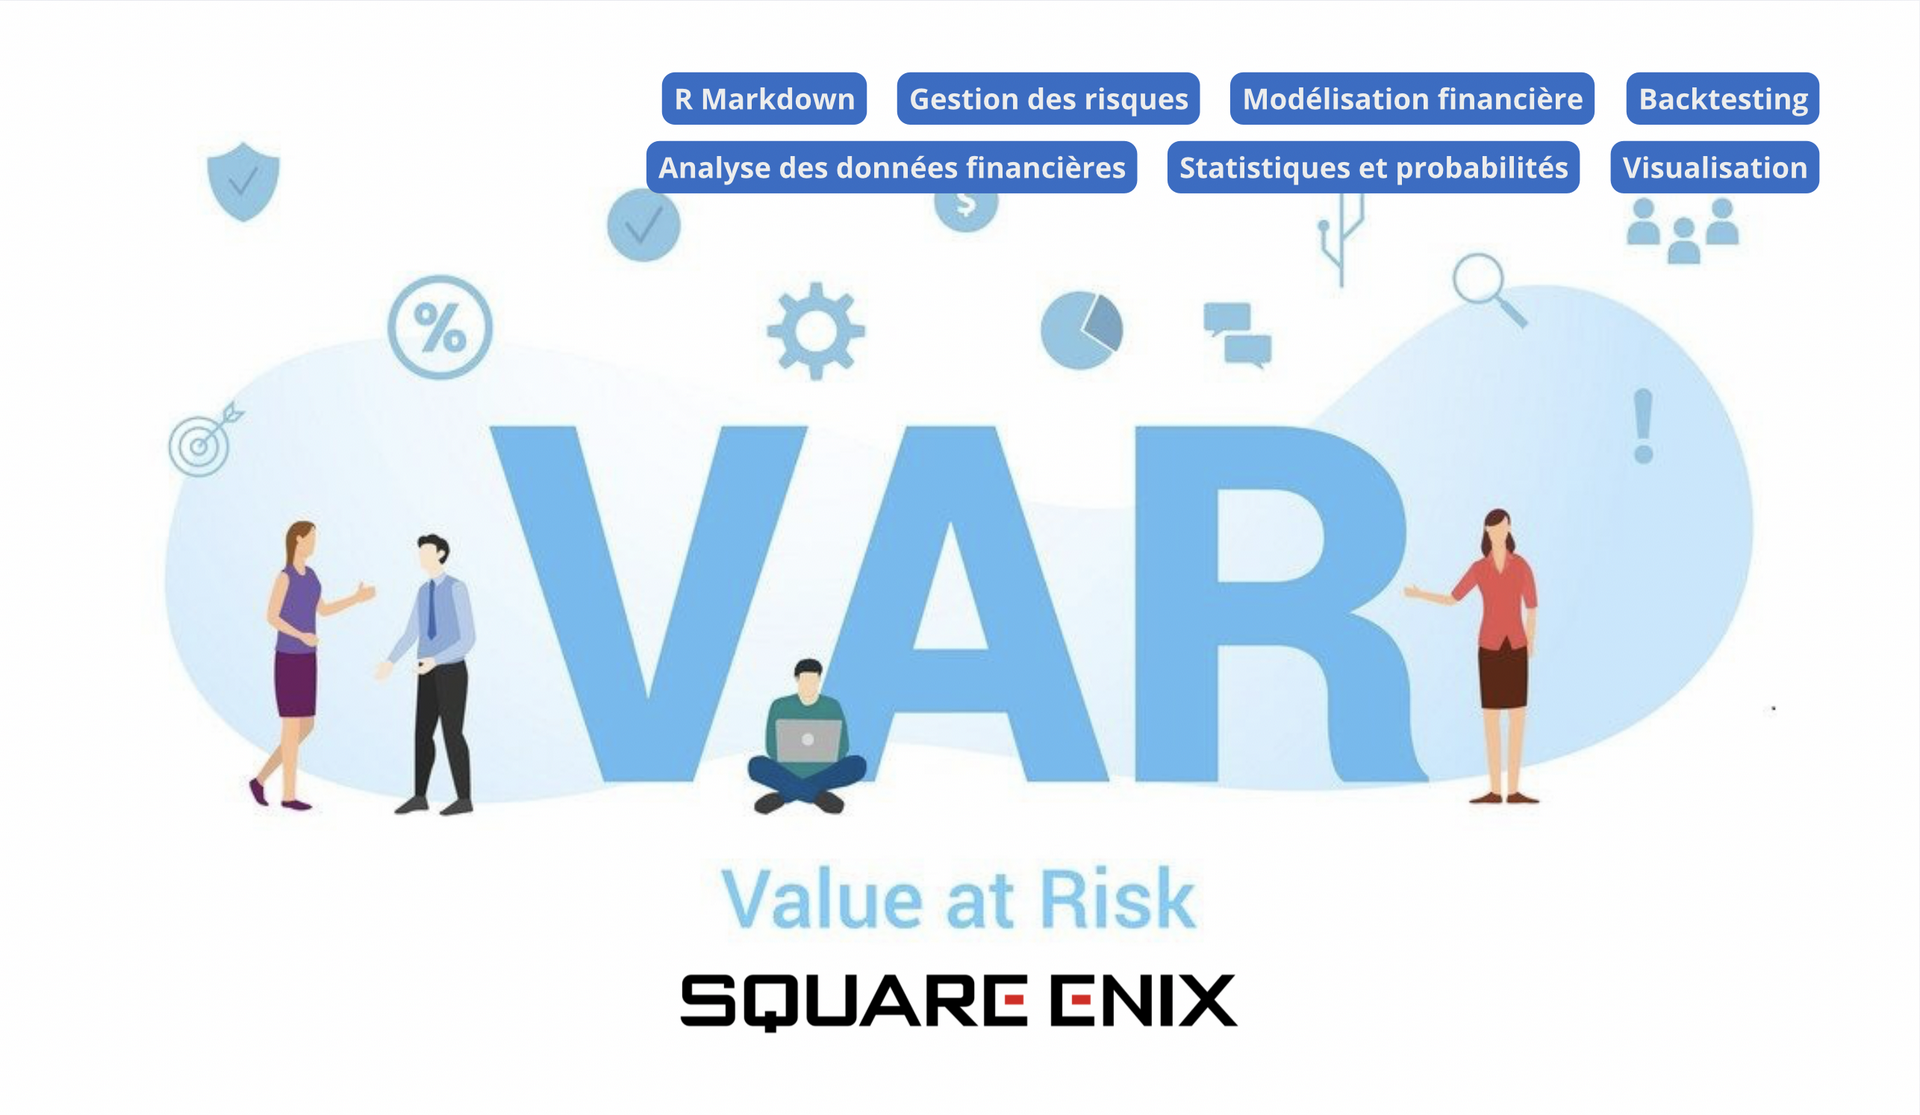 R Markdown Gestion des risques Modélisation financière Backtesting
Analyse des données financières Statistiques et probabilités Visualisation
%
$
!
VAR
Value at Risk
SQUARE ENIX